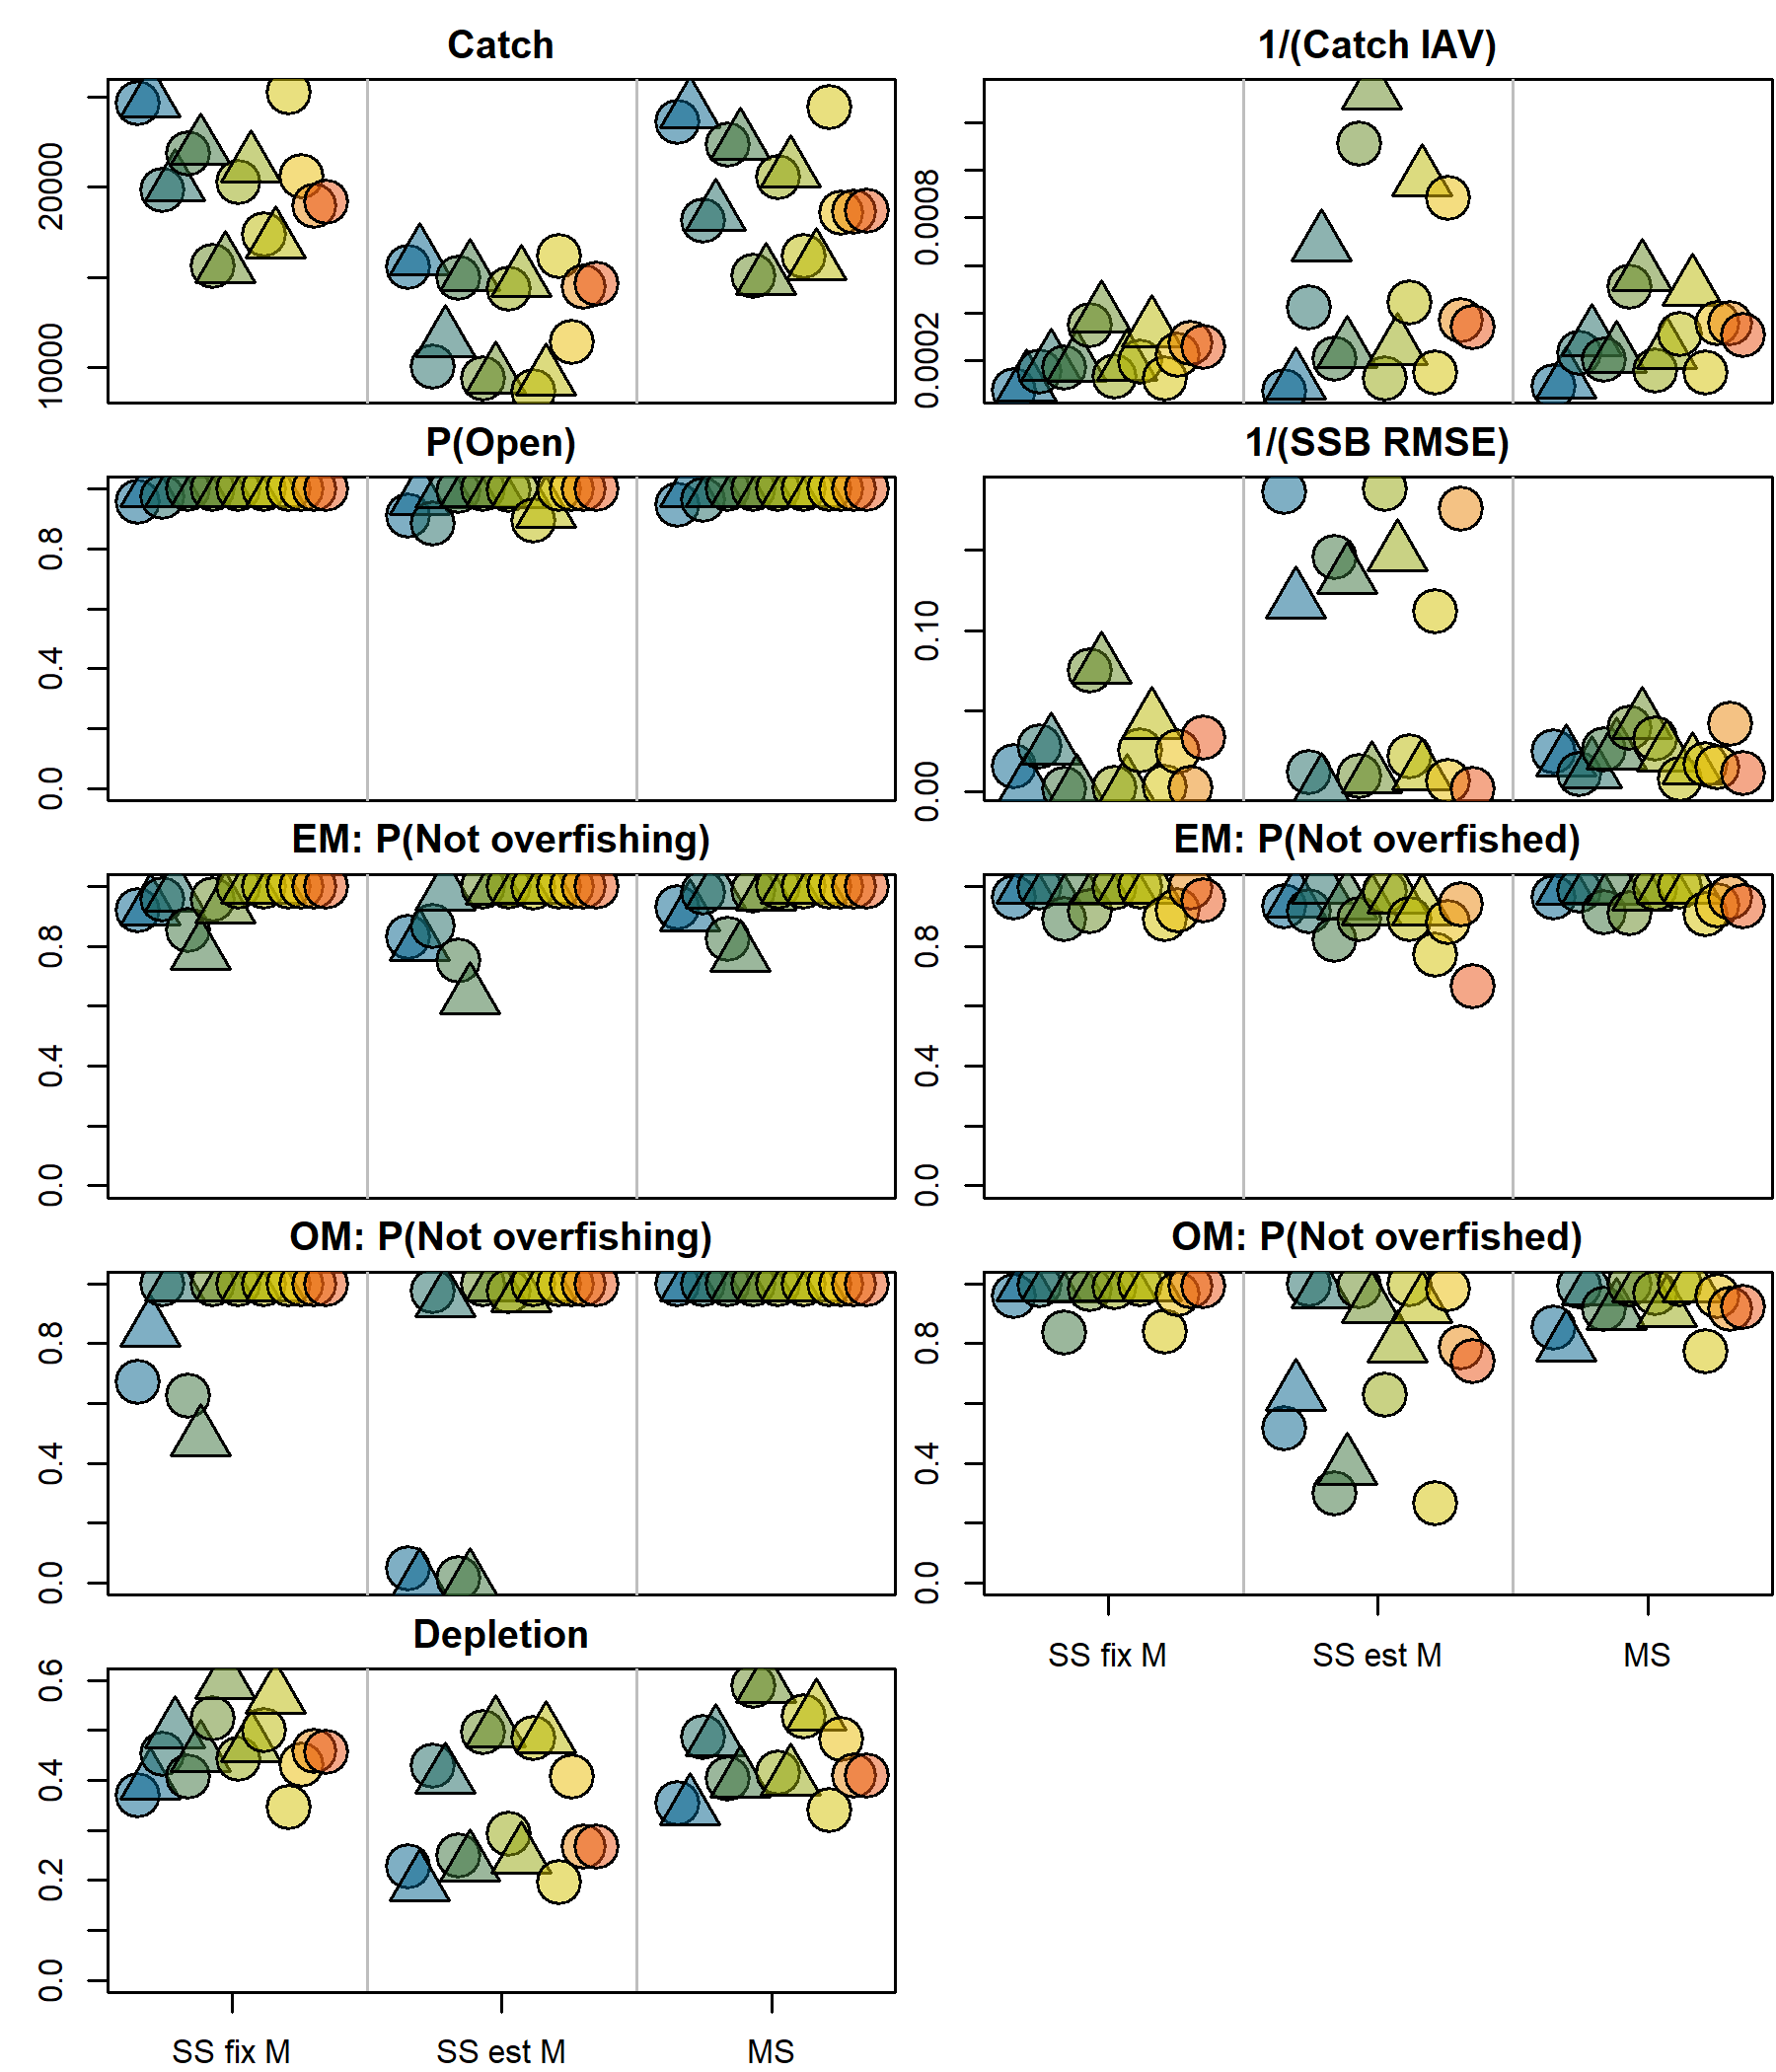 Catch
1/(Catch IAV)
20000
10000
0.0008
0.0002
P(Open)
1/(SSB RMSE)
0.8
0.4
0.0
0.10
0.00
EM: P(Not overfishing)
EM: P(Not overfished)
0.8
0.4
0.0
0.8
0.4
0.0
OM: P(Not overfishing)
OM: P(Not overfished)
0.8
0.4
0.0
0.8
0.4
0.0
SS fix M
SS est M
MS
Depletion
0.6
0.4
0.2
0.0
SS fix M
SS est M
MS